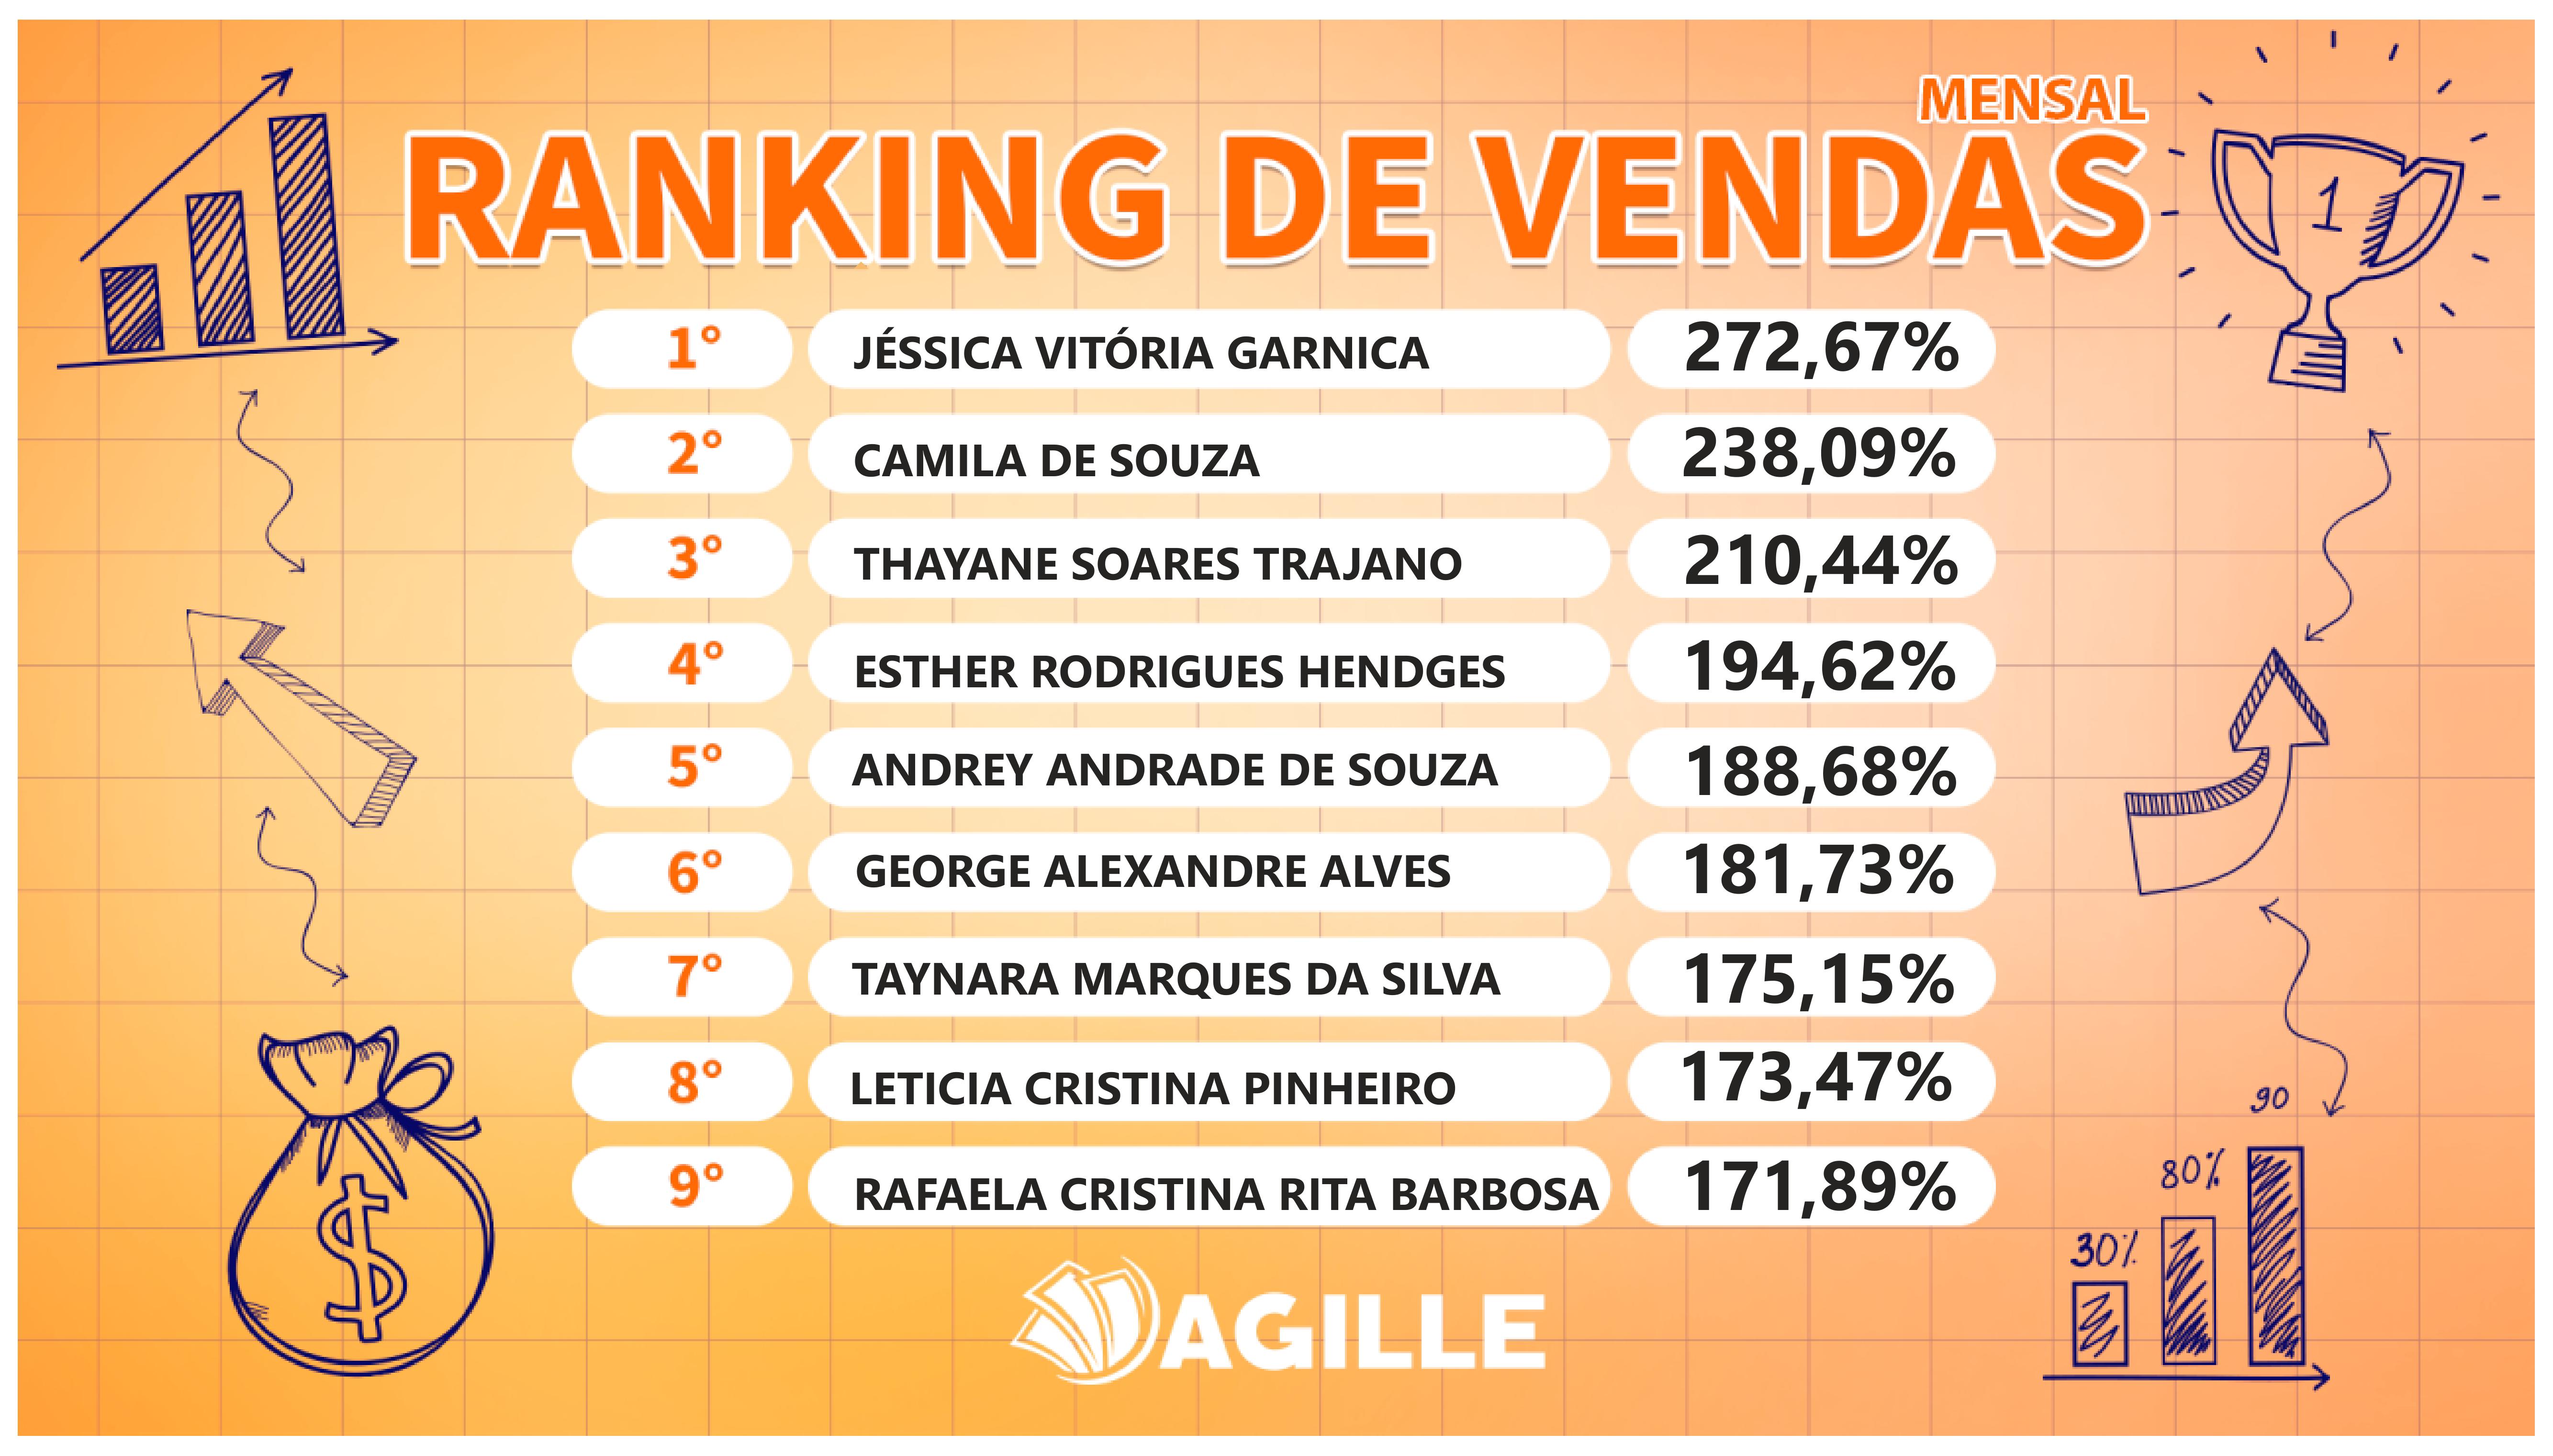 MENSAL
RANKING DE VENDAS
1° JÉSSICA VITÓRIA GARNICA 272,67%
2° CAMILA DE SOUZA 238,09%
3° THAYANE SOARES TRAJANO 210,44%
4° ESTHER RODRIGUES HENDGES 194,62%
5° ANDREY ANDRADE DE SOUZA 188,68%
6° GEORGE ALEXANDRE ALVES 181,73%
7° TAYNARA MARQUES DA SILVA 175,15%
8° LETICIA CRISTINA PINHEIRO 173,47%
9° RAFAELA CRISTINA RITA BARBOSA 171,89%
AGILLE
1
$
90
80%
30%